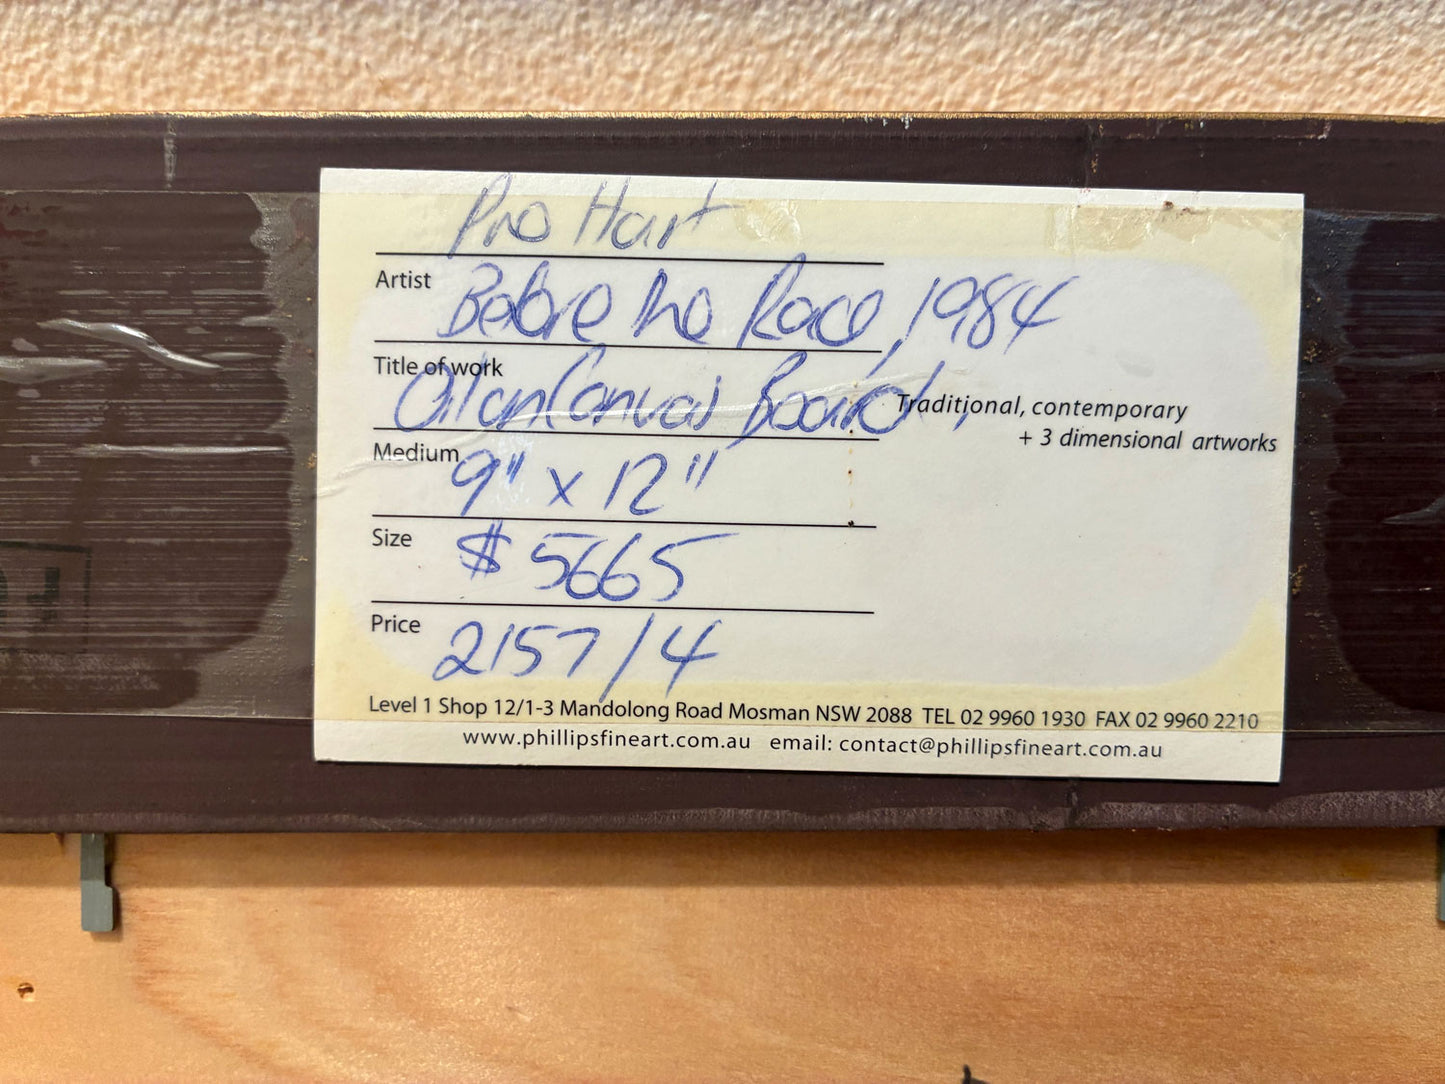 Pro Hart
Artist
Before the Race, 1984
Title of work
Oil on Canvas Board,
Traditional, contemporary
+ 3 dimensional artworks
Medium
9" x 12"
Size
$5665
Price
2157/4
Level 1 Shop 12/1-3 Mandolong Road Mosman NSW 2088 TEL 02 9960 1930 FAX 02 9960 2210
www.phillipsfineart.com.au email: contact@phillipsfineart.com.au